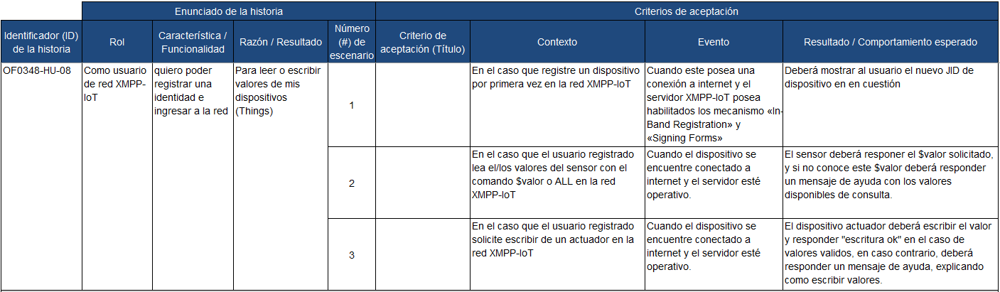 Enunciado de la historia
Criterios de aceptación
Identificador (ID)
de la historia
Rol
Característica /
Funcionalidad
Razón / Resultado
Número
(#) de
escenario
Criterio de
aceptación (Título)
Contexto
Evento
Resultado / Comportamiento esperado
OF0348-HU-08
Como usuario
de red XMPP-
IoT
quiero poder
registrar una
identidad e
ingresar a la red
Para leer o escribir
valores de mis
dispositivos
(Things)
1
En el caso que registre un dispositivo
por primera vez en la red XMPP-IoT
Cuando este posea una
conexión a internet y el
servidor XMPP-IoT posea
habilitados los mecanismo «In-
Band Registration» y
«Signing Forms»
Deberá mostrar al usuario el nuevo JID de
dispositivo en en cuestión
2
En el caso que el usuario registrado
lea el/los valores del sensor con el
comando $valor o ALL en la red
XMPP-IoT
Cuando el dispositivo se
encuentre conectado a
internet y el servidor esté
operativo.
El sensor deberá responer el $valor solicitado,
y si no conoce este $valor deberá responder
un mensaje de ayuda con los valores
disponibles de consulta.
3
En el caso que el usuario registrado
solicite escribir de un actuador en la
red XMPP-IoT
Cuando el dispositivo se
encuentre conectado a
internet y el servidor esté
operativo.
El dispositivo actuador deberá escribir el valor
y responder "escritura ok" en el caso de
valores validos, en caso contrario, deberá
responder un mensaje de ayuda, explicando
como escribir valores.